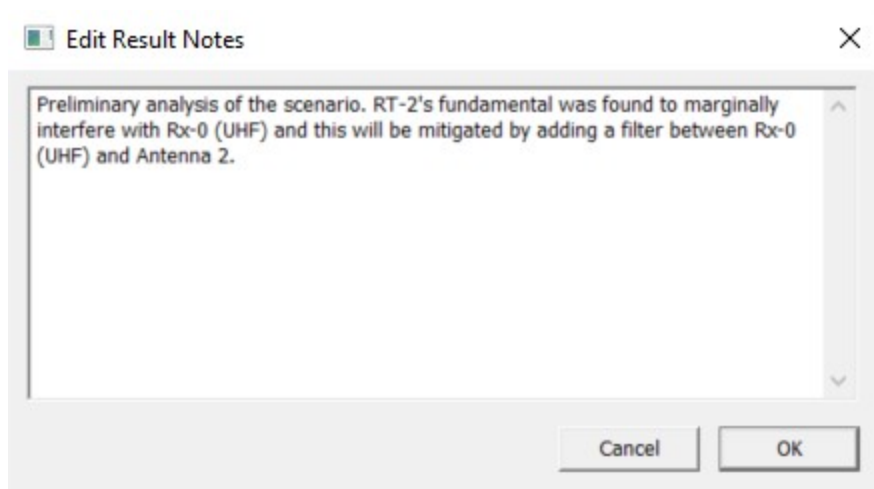 Edit Result Notes
Preliminary analysis of the scenario. RT-2's fundamental was found to marginally
interfere with Rx-0 (UHF) and this will be mitigated by adding a filter between Rx-0
(UHF) and Antenna 2.
Cancel OK